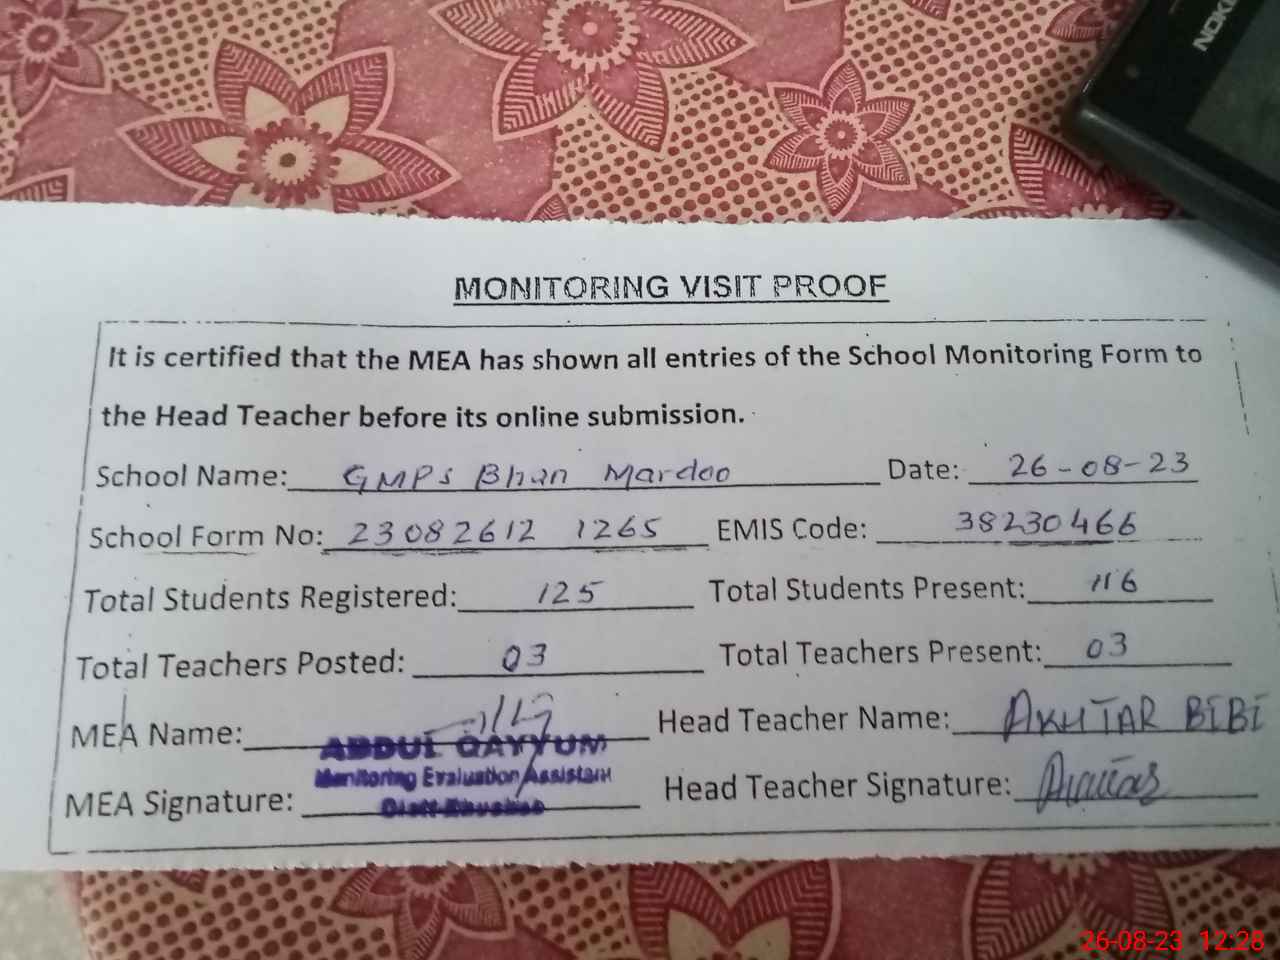 NOKI
MONITORING VISIT PROOF
It is certified that the MEA has shown all entries of the School Monitoring Form to
the Head Teacher before its online submission.
School Name: GMPS Bhan Mardoo Date: 26-08-23
School Form No: 23082612 1265 EMIS Code: 38230466
Total Students Registered: 125 Total Students Present: 116
Total Teachers Posted: 03 Total Teachers Present: 03
MEA Name: ABDUL QAYYUM Head Teacher Name: AKHTAR BIBI
Monitoring Evaluation Assistant
MEA Signature: Distt Khushab Head Teacher Signature:
26-08-23 12:28